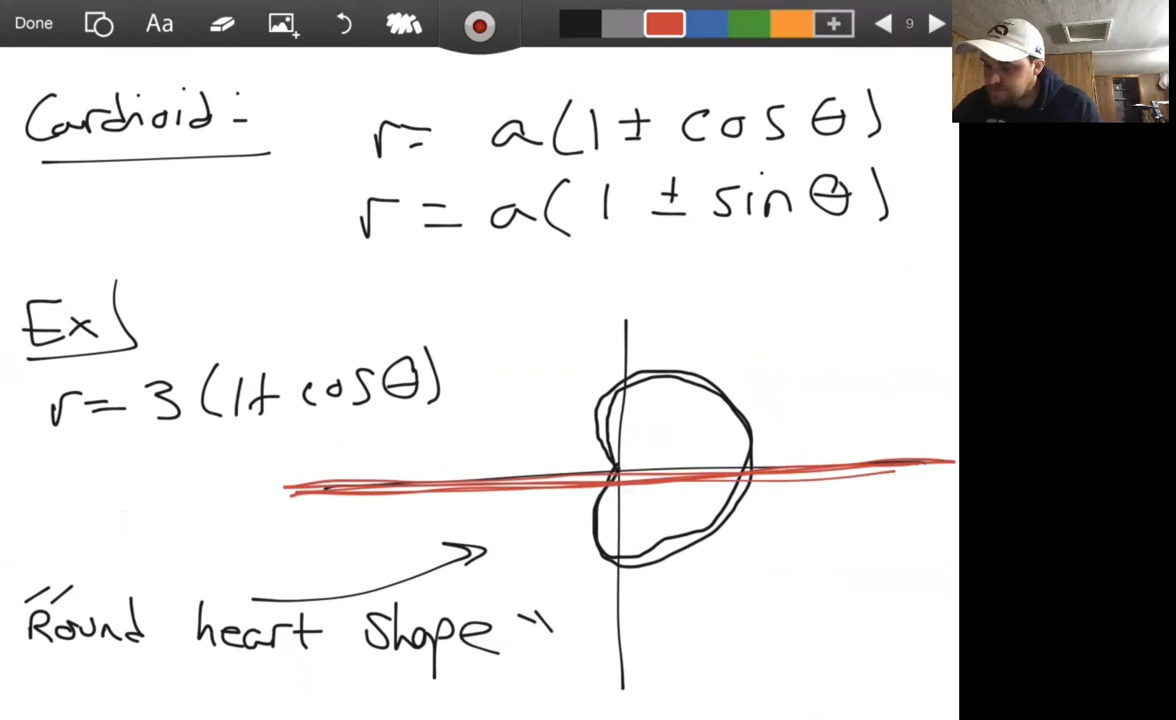 Done Aa 9
Cardioid:
r = a(1 ± cos θ)
r = a(1 ± sin θ)
Ex)
r = 3(1 + cos θ)
"Round heart shape"